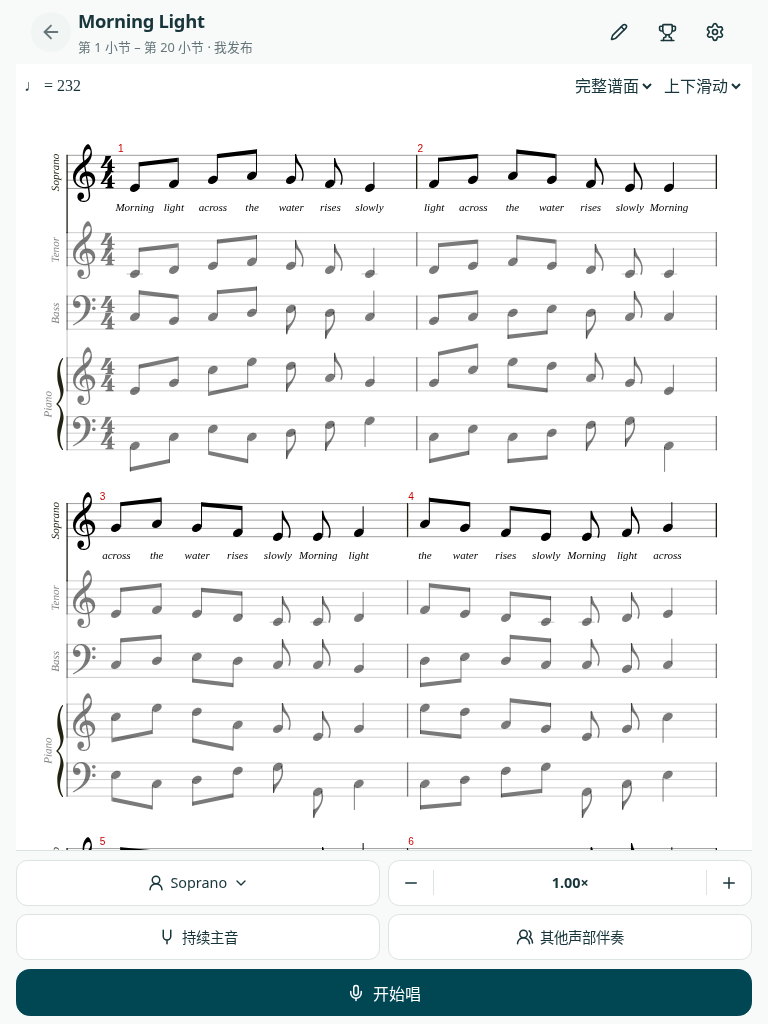 Morning Light
第 1 小节 – 第 20 小节 · 我发布
♩ = 232
完整谱面 上下滑动
1 2
Soprano
Morning light across the water rises slowly light across the water rises slowly Morning
Tenor
Bass
Piano
3 4
Soprano
across the water rises slowly Morning light the water rises slowly Morning light across
Tenor
Bass
Piano
5 6
Soprano
1.00×
持续主音
其他声部伴奏
开始唱